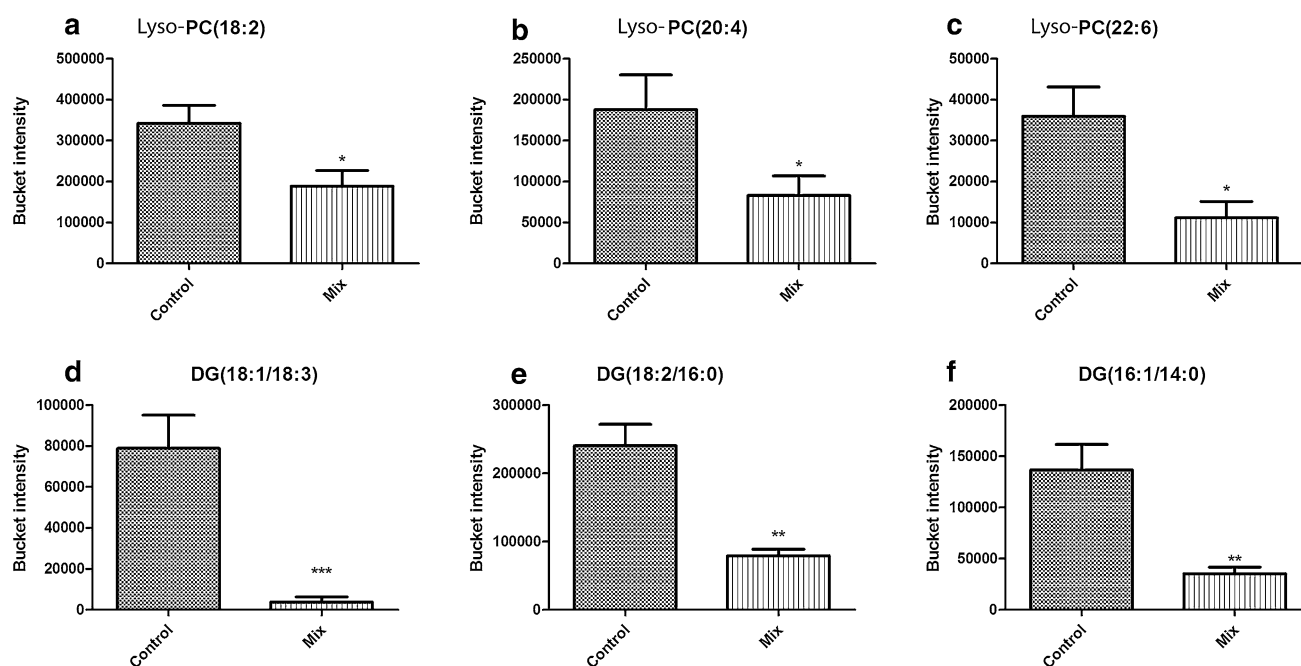 a Lyso-PC(18:2)
Bucket intensity
500000
400000
300000
200000
100000
0
*
Control
Mix
b Lyso-PC(20:4)
Bucket intensity
250000
200000
150000
100000
50000
0
*
Control
Mix
c Lyso-PC(22:6)
Bucket intensity
50000
40000
30000
20000
10000
0
*
Control
Mix
d DG(18:1/18:3)
Bucket intensity
100000
80000
60000
40000
20000
0
***
Control
Mix
e DG(18:2/16:0)
Bucket intensity
300000
200000
100000
0
**
Control
Mix
f DG(16:1/14:0)
Bucket intensity
200000
150000
100000
50000
0
**
Control
Mix